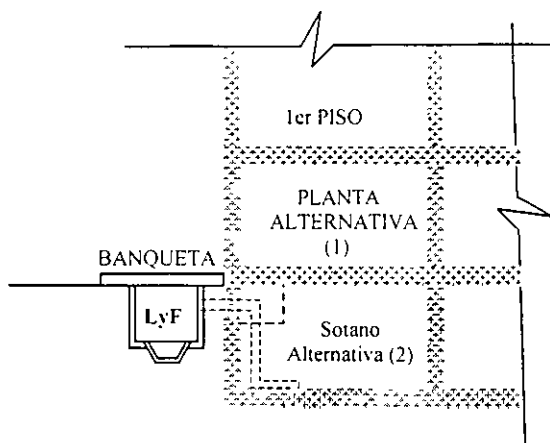 1er PISO
PLANTA
ALTERNATIVA
(1)
BANQUETA
LyF
Sotano
Alternativa (2)